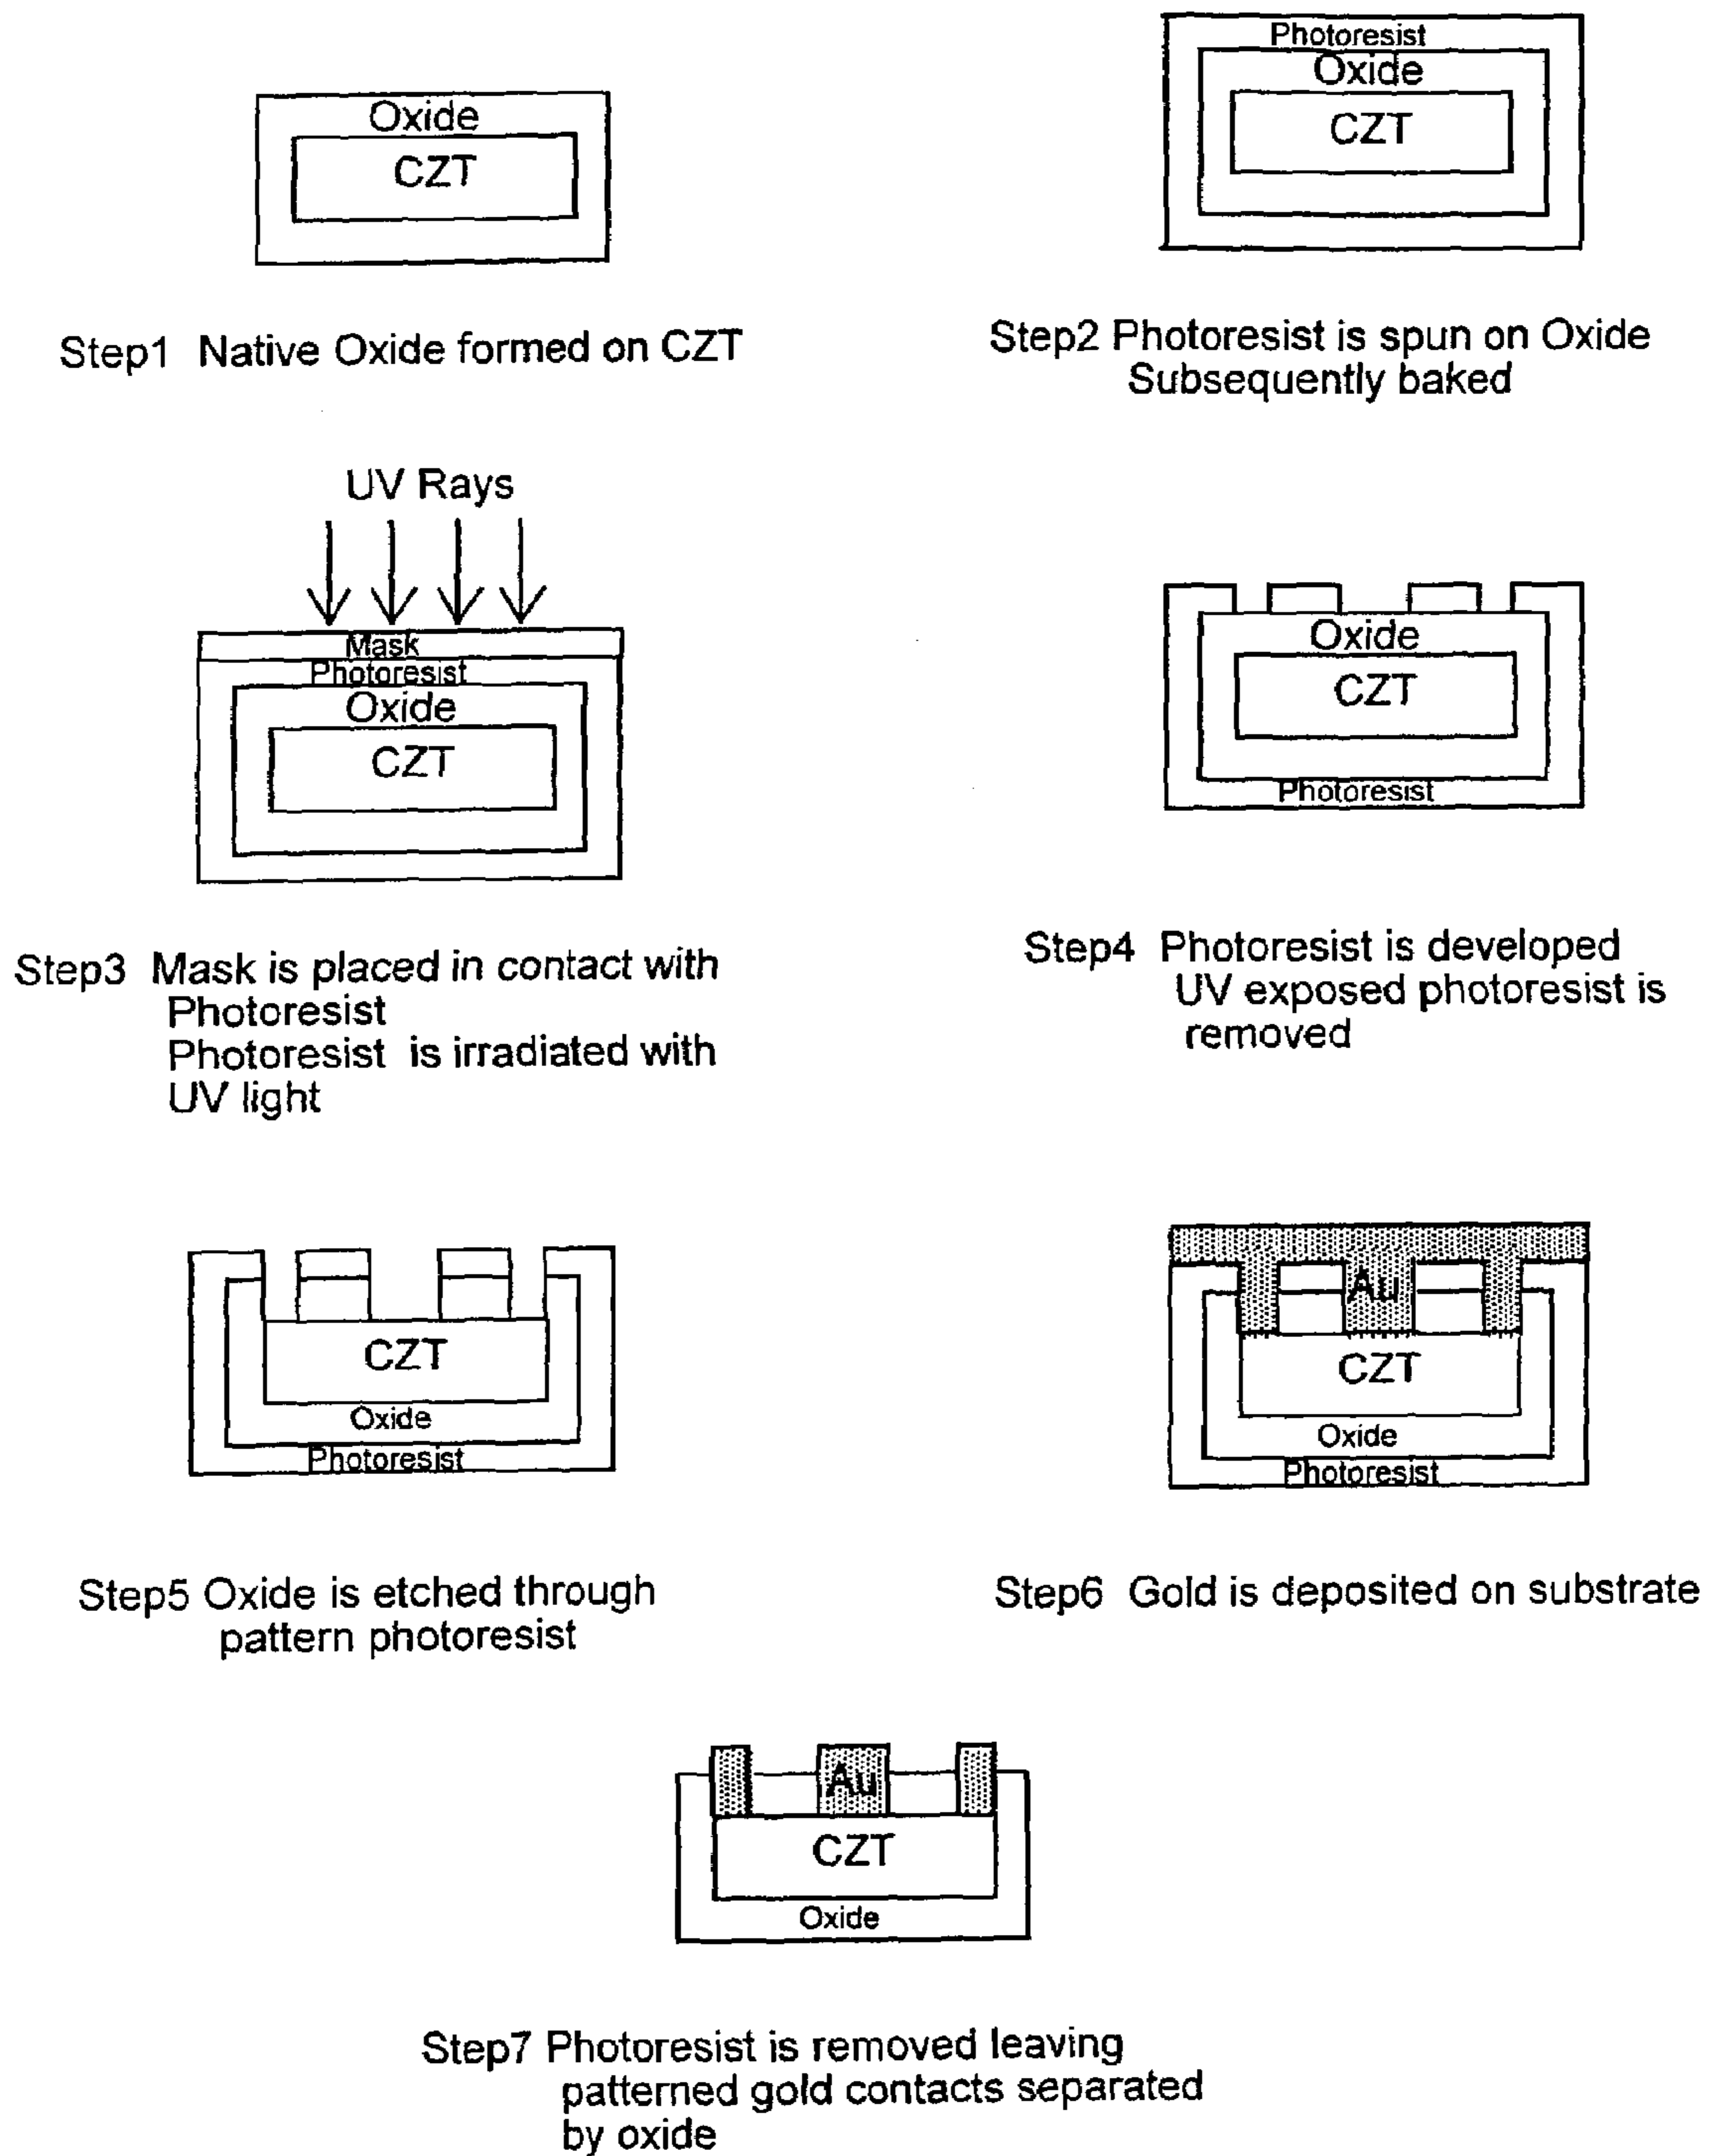 Oxide
CZT
Step1 Native Oxide formed on CZT
Photoresist
Oxide
CZT
Step2 Photoresist is spun on Oxide
Subsequently baked
UV Rays
Mask
Photoresist
Oxide
CZT
Step3 Mask is placed in contact with
Photoresist
Photoresist is irradiated with
UV light
Oxide
CZT
Photoresist
Step4 Photoresist is developed
UV exposed photoresist is
removed
CZT
Oxide
Photoresist
Step5 Oxide is etched through
pattern photoresist
Au
CZT
Oxide
Photoresist
Step6 Gold is deposited on substrate
Au
CZT
Oxide
Step7 Photoresist is removed leaving
patterned gold contacts separated
by oxide